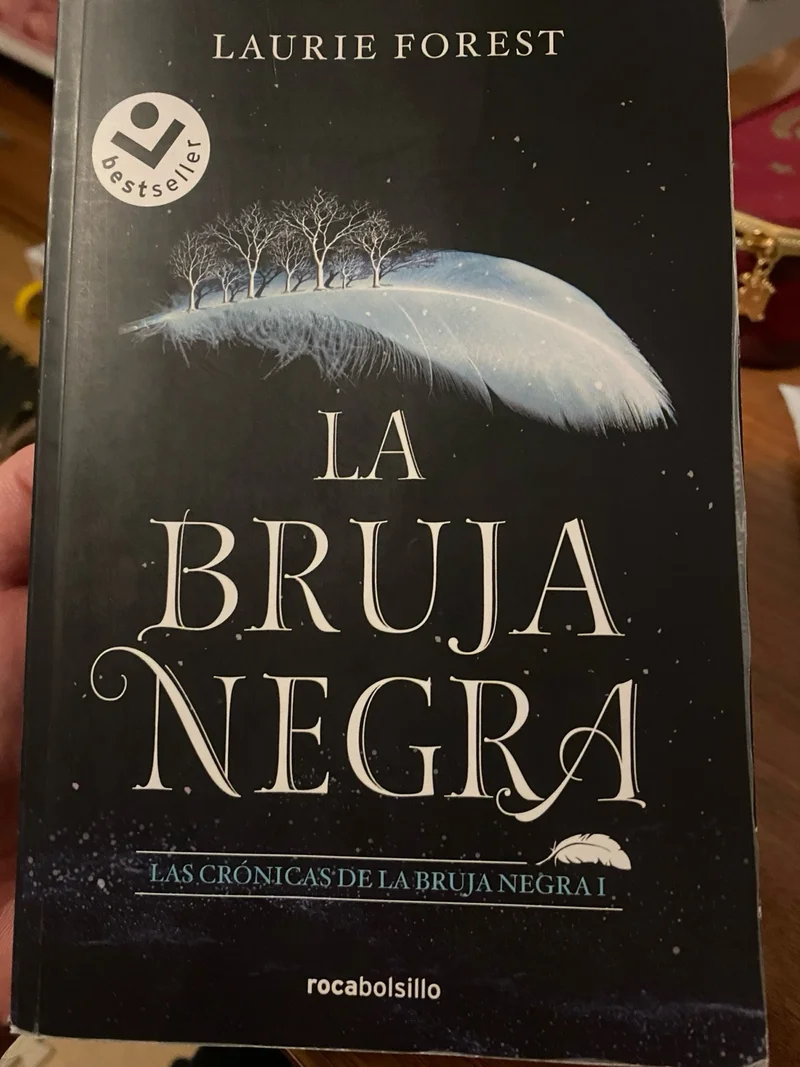 LAURIE FOREST
bestseller
LA
BRUJA
NEGRA
LAS CRÓNICAS DE LA BRUJA NEGRA I
rocabolsillo